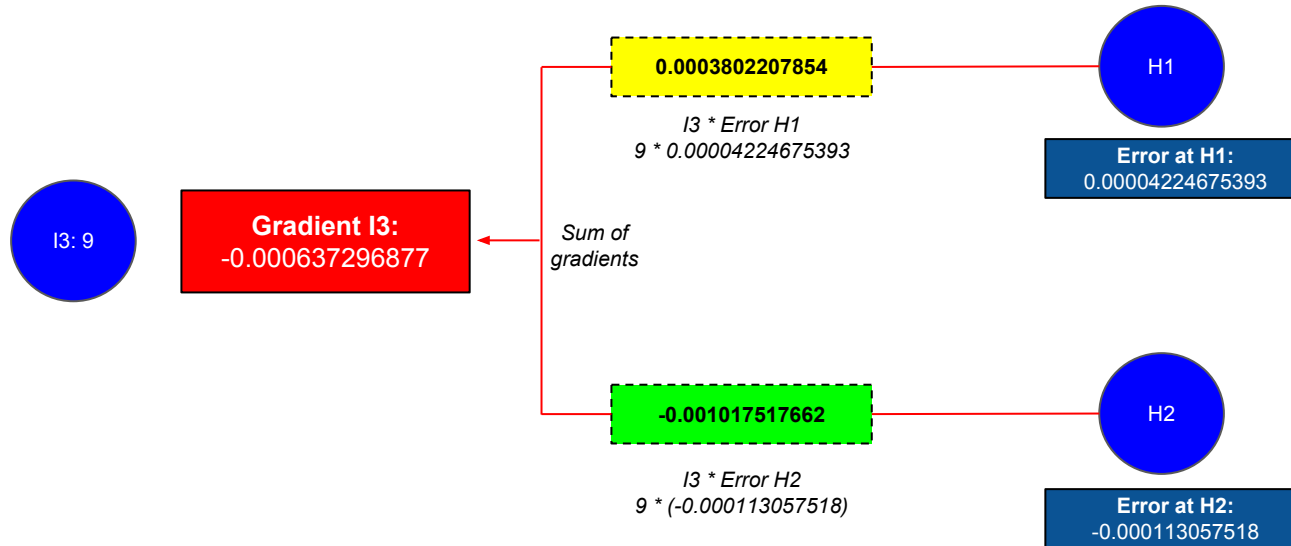 0.0003802207854
H1
I3 * Error H1
9 * 0.00004224675393
Error at H1:
0.00004224675393
I3: 9
Gradient I3:
-0.000637296877
Sum of
gradients
-0.001017517662
H2
I3 * Error H2
9 * (-0.000113057518)
Error at H2:
-0.000113057518